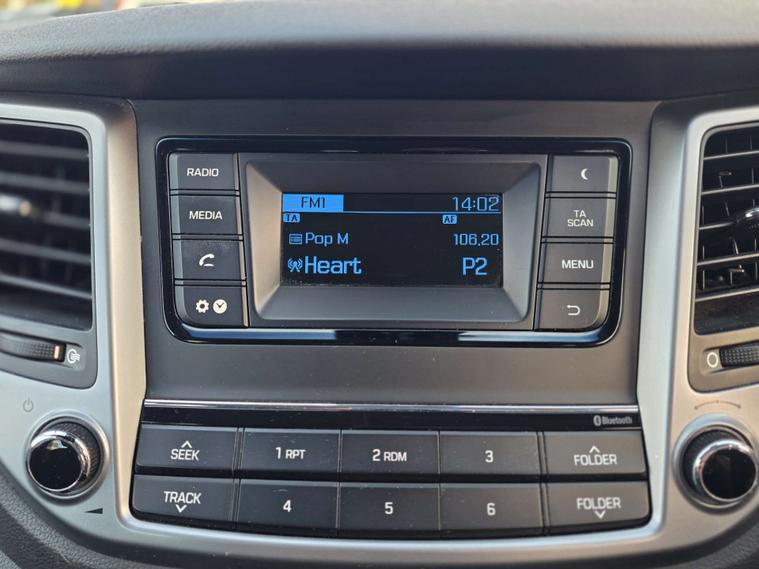 RADIO
MEDIA
FM1 14:02
TA AF
Pop M 106.20
Heart P2
TA
SCAN
MENU
Bluetooth
SEEK 1 RPT 2 RDM 3 FOLDER
TRACK 4 5 6 FOLDER